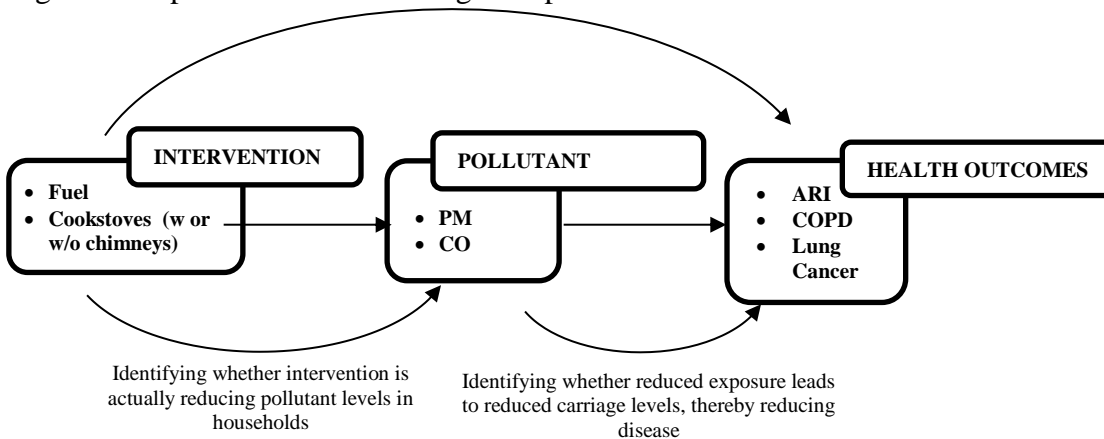 INTERVENTION
• Fuel
• Cookstoves (w or
w/o chimneys)
POLLUTANT
• PM
• CO
HEALTH OUTCOMES
• ARI
• COPD
• Lung
Cancer
Identifying whether intervention is
actually reducing pollutant levels in
households
Identifying whether reduced exposure leads
to reduced carriage levels, thereby reducing
disease